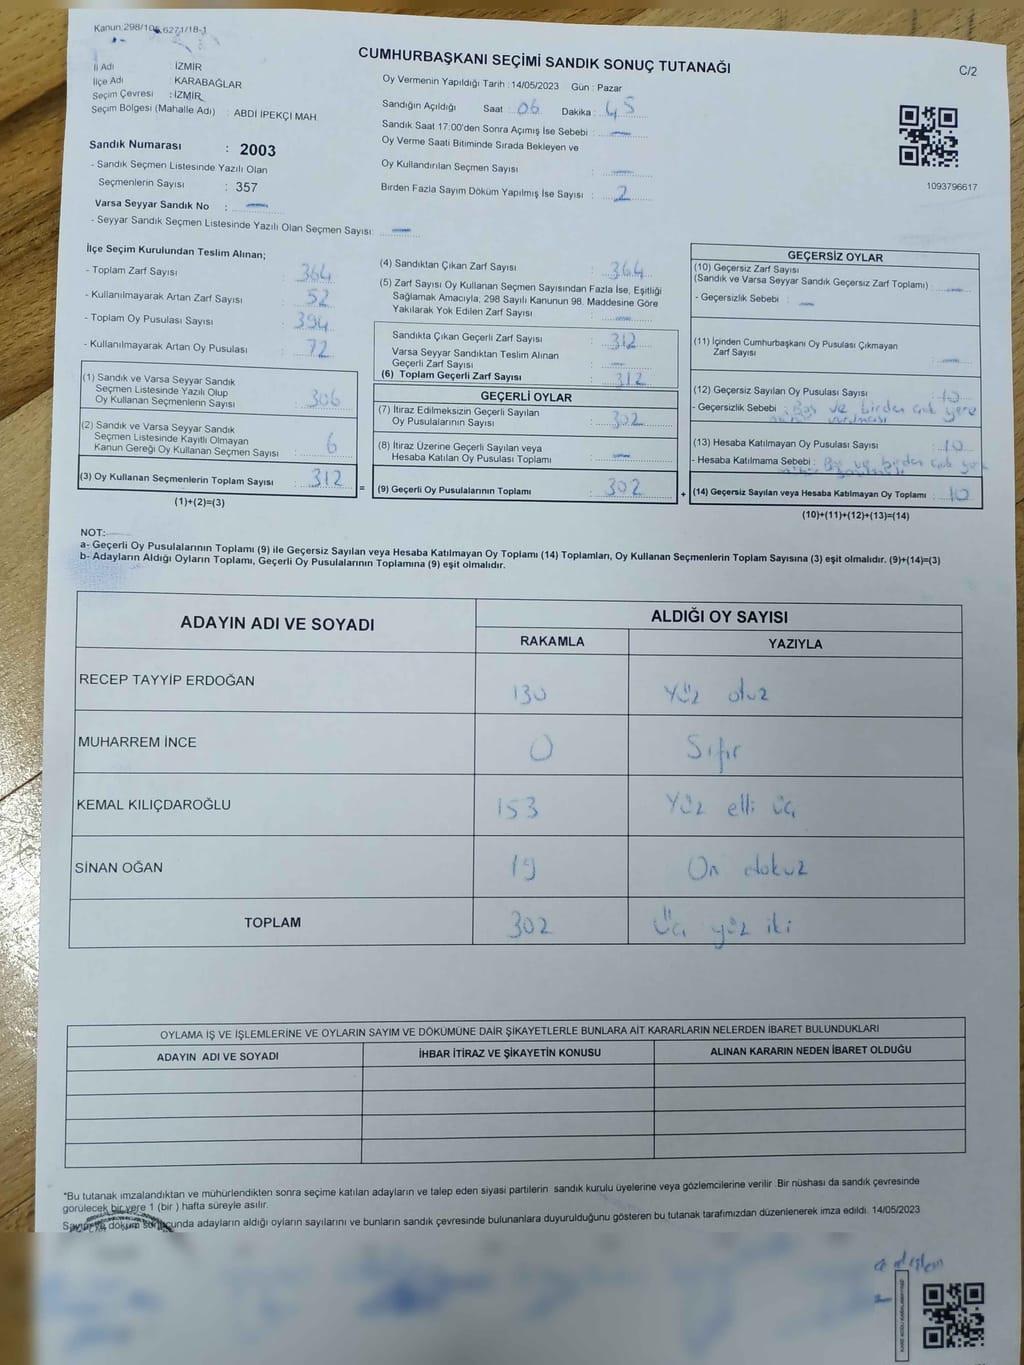 Kanun:298/105,6271/18-1
CUMHURBAŞKANI SEÇİMİ SANDIK SONUÇ TUTANAĞI
C/2
İl Adı : İZMİR
İlçe Adı : KARABAĞLAR
Seçim Çevresi : İZMİR
Seçim Bölgesi (Mahalle Adı) : ABDİ İPEKÇİ MAH.
Sandık Numarası : 2003
- Sandık Seçmen Listesinde Yazılı Olan
Seçmenlerin Sayısı : 357
Varsa Seyyar Sandık No : —
- Seyyar Sandık Seçmen Listesinde Yazılı Olan Seçmen Sayısı: —
Oy Vermenin Yapıldığı Tarih :14/05/2023 Gün : Pazar
Sandığın Açıldığı Saat : 06 Dakika : 45
Sandık Saat 17:00'den Sonra Açımış İse Sebebi : —
Oy Verme Saati Bitiminde Sırada Bekleyen ve
Oy Kullandırılan Seçmen Sayısı : —
Birden Fazla Sayım Döküm Yapılmış İse Sayısı : 2
1093796617
İlçe Seçim Kurulundan Teslim Alınan;
- Toplam Zarf Sayısı : 364
- Kullanılmayarak Artan Zarf Sayısı : 52
- Toplam Oy Pusulası Sayısı : 394
- Kullanılmayarak Artan Oy Pusulası : 72
(1) Sandık ve Varsa Seyyar Sandık
Seçmen Listesinde Yazılı Olup
Oy Kullanan Seçmenlerin Sayısı : 306
(2) Sandık ve Varsa Seyyar Sandık
Seçmen Listesinde Kayıtlı Olmayan
Kanun Gereği Oy Kullanan Seçmen Sayısı : 6
(3) Oy Kullanan Seçmenlerin Toplam Sayısı : 312
(1)+(2)=(3)
=
(4) Sandıktan Çıkan Zarf Sayısı : 364
(5) Zarf Sayısı Oy Kullanan Seçmen Sayısından Fazla İse, Eşitliği
Sağlamak Amacıyla, 298 Sayılı Kanunun 98. Maddesine Göre
Yakılarak Yok Edilen Zarf Sayısı : —
Sandıkta Çıkan Geçerli Zarf Sayısı : 312
Varsa Seyyar Sandıktan Teslim Alınan
Geçerli Zarf Sayısı : —
(6) Toplam Geçerli Zarf Sayısı : 312
GEÇERLİ OYLAR
(7) İtiraz Edilmeksizin Geçerli Sayılan
Oy Pusulalarının Sayısı : 302
(8) İtiraz Üzerine Geçerli Sayılan veya
Hesaba Katılan Oy Pusulası Toplamı : —
(9) Geçerli Oy Pusulalarının Toplamı : 302
+
GEÇERSİZ OYLAR
(10) Geçersiz Zarf Sayısı
(Sandık ve Varsa Seyyar Sandık Geçersiz Zarf Toplamı) : —
- Geçersizlik Sebebi : —
(11) İçinden Cumhurbaşkanı Oy Pusulası Çıkmayan
Zarf Sayısı : —
(12) Geçersiz Sayılan Oy Pusulası Sayısı : 10
- Geçersizlik Sebebi : Boş ve birden çok yere
(13) Hesaba Katılmayan Oy Pusulası Sayısı : 10
- Hesaba Katılmama Sebebi : Boş ve birden çok yere
(14) Geçersiz Sayılan veya Hesaba Katılmayan Oy Toplamı : 10
(10)+(11)+(12)+(13)=(14)
NOT:
a- Geçerli Oy Pusulalarının Toplamı (9) ile Geçersiz Sayılan veya Hesaba Katılmayan Oy Toplamı (14) Toplamları, Oy Kullanan Seçmenlerin Toplam Sayısına (3) eşit olmalıdır. (9)+(14)=(3)
b- Adayların Aldığı Oyların Toplamı, Geçerli Oy Pusulalarının Toplamına (9) eşit olmalıdır.
ADAYIN ADI VE SOYADI ALDIĞI OY SAYISI
RAKAMLA YAZIYLA
RECEP TAYYİP ERDOĞAN 130 Yüz otuz
MUHARREM İNCE 0 Sıfır
KEMAL KILIÇDAROĞLU 153 Yüz elli üç
SİNAN OĞAN 19 On dokuz
TOPLAM 302 Üç yüz iki
OYLAMA İŞ VE İŞLEMLERİNE VE OYLARIN SAYIM VE DÖKÜMÜNE DAİR ŞİKAYETLERLE BUNLARA AİT KARARLARIN NELERDEN İBARET BULUNDUKLARI
ADAYIN ADI VE SOYADI İHBAR İTİRAZ VE ŞİKAYETİN KONUSU ALINAN KARARIN NEDEN İBARET OLDUĞU
*Bu tutanak imzalandıktan ve mühürlendikten sonra seçime katılan adayların ve talep eden siyasi partilerin sandık kurulu üyelerine veya gözlemcilerine verilir .Bir nüshası da sandık çevresinde
görülecek bir yere 1 (bir ) hafta süreyle asılır.
Sayım ve döküm sonucunda adayların aldığı oyların sayılarını ve bunların sandık çevresinde bulunanlara duyurulduğunu gösteren bu tutanak tarafımızdan düzenlenerek imza edildi. 14/05/2023